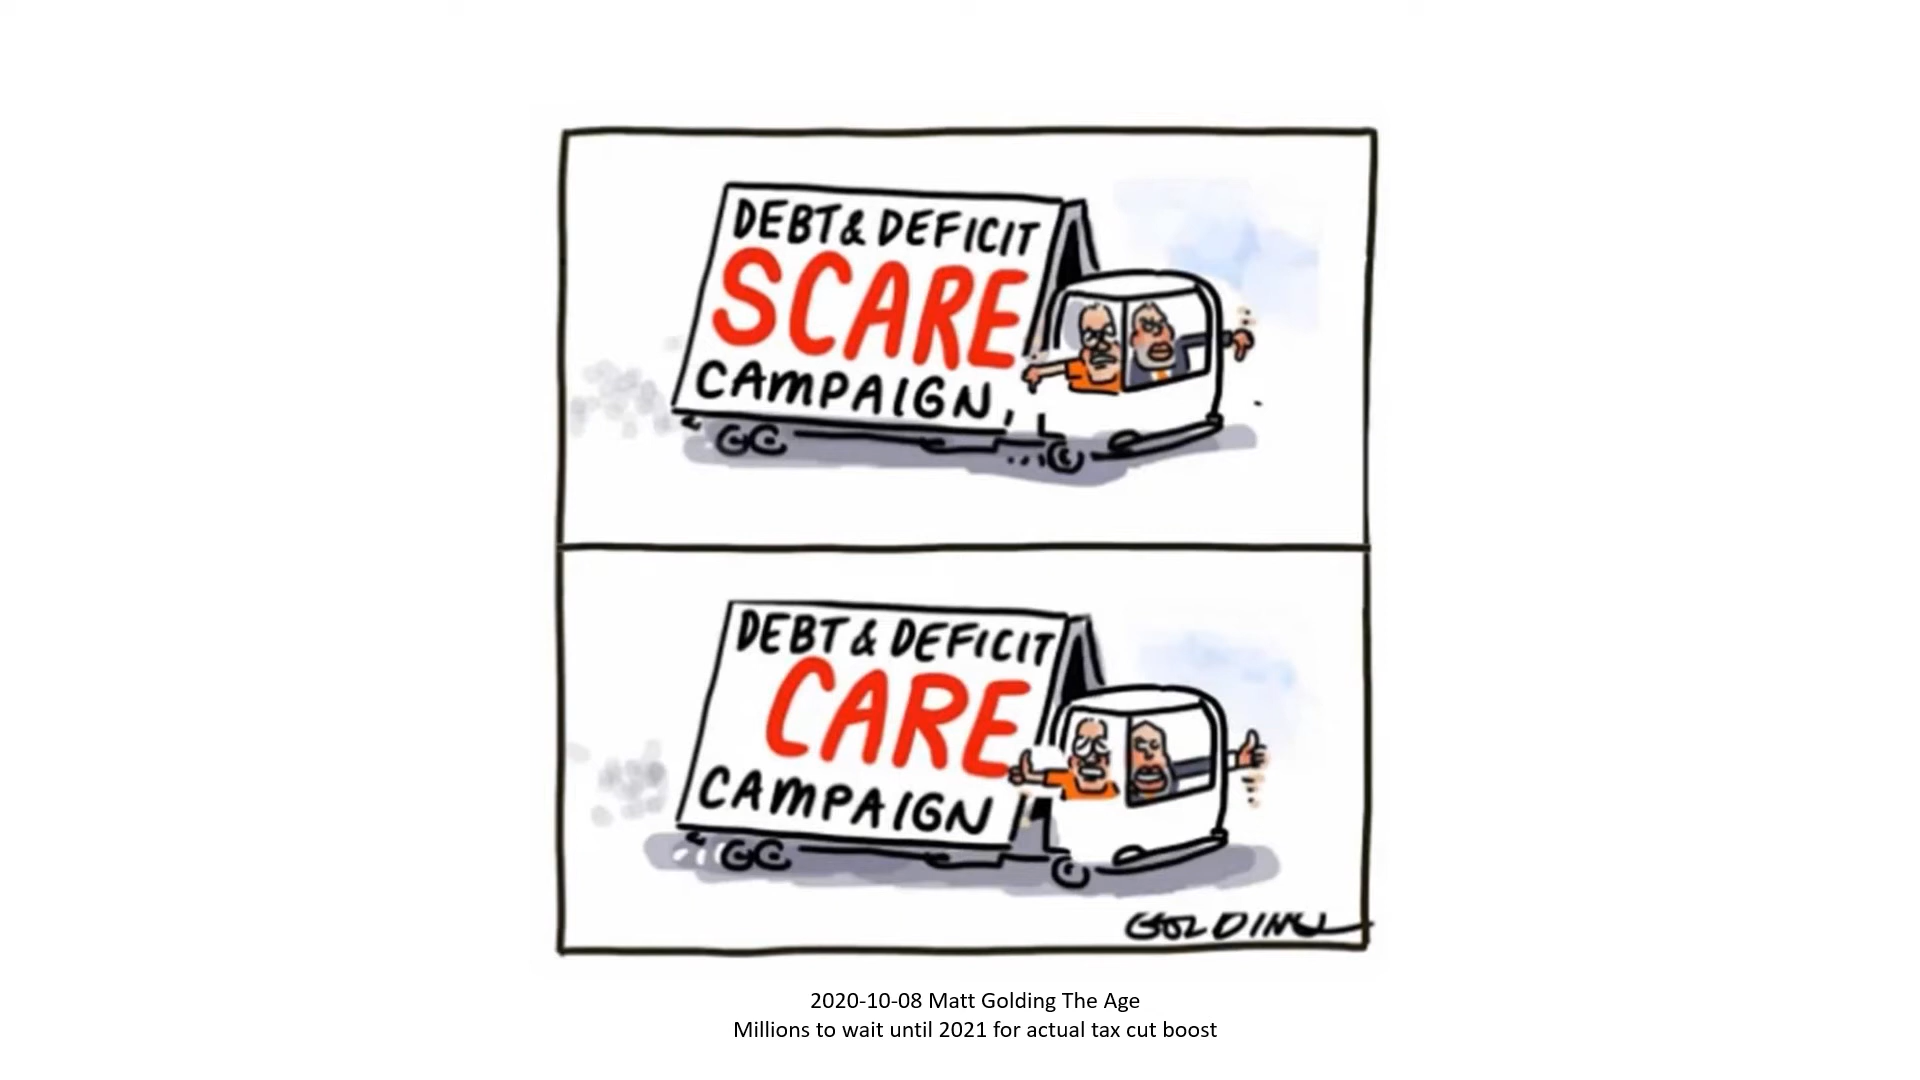 DEBT & DEFICIT
SCARE
CAMPAIGN
DEBT & DEFICIT
CARE
CAMPAIGN
GOLDING
2020-10-08 Matt Golding The Age
Millions to wait until 2021 for actual tax cut boost